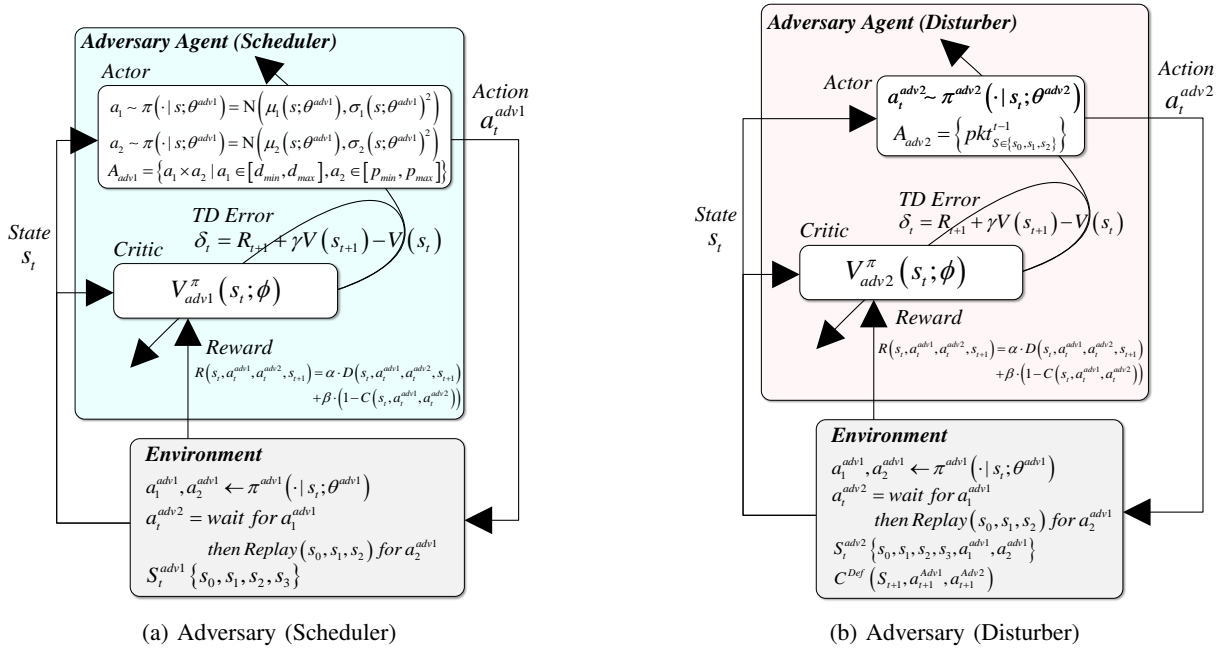 Adversary Agent (Scheduler)
Actor
a_1 ~ π(· | s; θ^{adv1}) = N(μ_1(s; θ^{adv1}), σ_1(s; θ^{adv1})^2)
a_2 ~ π(· | s; θ^{adv1}) = N(μ_2(s; θ^{adv1}), σ_2(s; θ^{adv1})^2)
A_{adv1} = {a_1 × a_2 | a_1 ∈ [d_{min}, d_{max}], a_2 ∈ [p_{min}, p_{max}]}
Action
a_t^{adv1}
State
s_t
TD Error
δ_t = R_{t+1} + γV(s_{t+1}) − V(s_t)
Critic
V_{adv1}^π(s_t; ϕ)
Reward
R(s_t, a_t^{adv1}, a_t^{adv2}, s_{t+1}) = α · D(s_t, a_t^{adv1}, a_t^{adv2}, s_{t+1})
+ β · (1 − C(s_t, a_t^{adv1}, a_t^{adv2}))
Environment
a_1^{adv1}, a_2^{adv1} ← π^{adv1}(· | s_t; θ^{adv1})
a_t^{adv2} = wait for a_1^{adv1}
then Replay(s_0, s_1, s_2) for a_2^{adv1}
S_t^{adv1} {s_0, s_1, s_2, s_3}
(a) Adversary (Scheduler)
Adversary Agent (Disturber)
Actor
a_t^{adv2} ~ π^{adv2}(· | s_t; θ^{adv2})
A_{adv2} = {pkt_{S∈{s_0, s_1, s_2}}^{t−1}}
Action
a_t^{adv2}
State
s_t
TD Error
δ_t = R_{t+1} + γV(s_{t+1}) − V(s_t)
Critic
V_{adv2}^π(s_t; ϕ)
Reward
R(s_t, a_t^{adv1}, a_t^{adv2}, s_{t+1}) = α · D(s_t, a_t^{adv1}, a_t^{adv2}, s_{t+1})
+ β · (1 − C(s_t, a_t^{adv1}, a_t^{adv2}))
Environment
a_1^{adv1}, a_2^{adv1} ← π^{adv1}(· | s_t; θ^{adv1})
a_t^{adv2} = wait for a_1^{adv1}
then Replay(s_0, s_1, s_2) for a_2^{adv1}
S_t^{adv2} {s_0, s_1, s_2, s_3, a_1^{adv1}, a_2^{adv1}}
C^{Def}(S_{t+1}, a_{t+1}^{Adv1}, a_{t+1}^{Adv2})
(b) Adversary (Disturber)